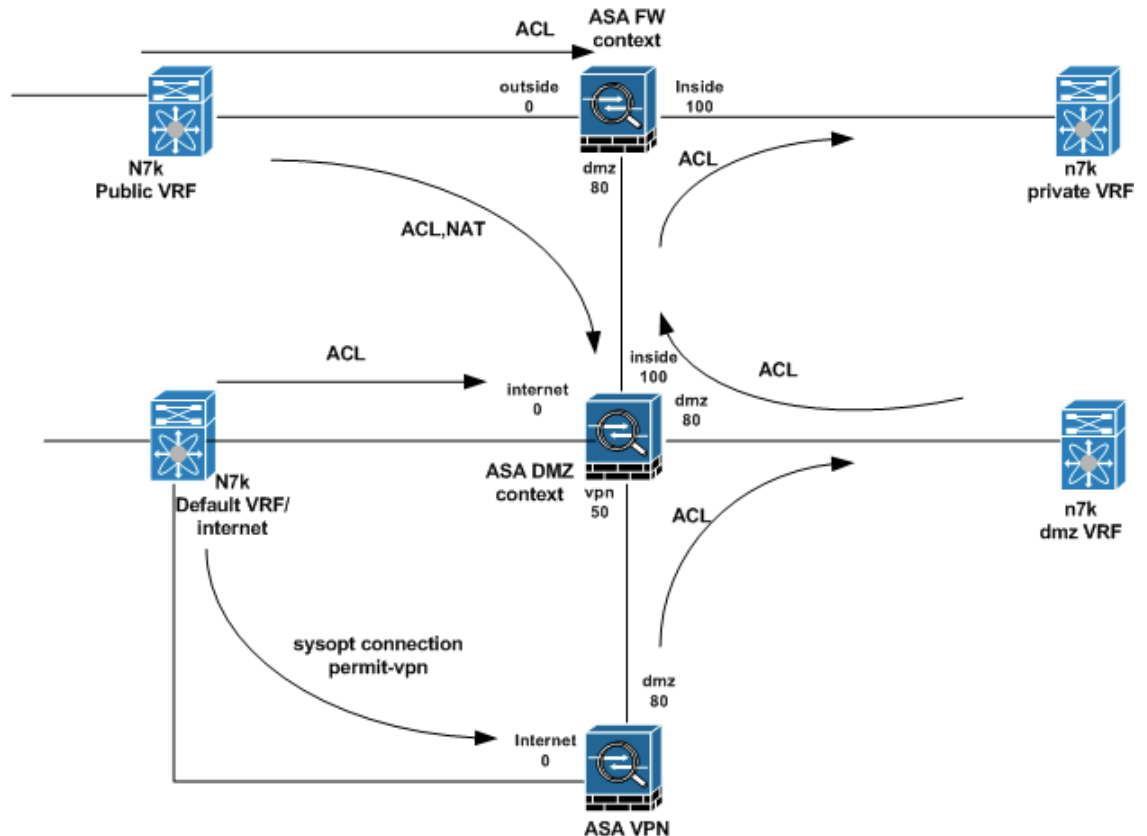 ASA FW
context
ACL
outside
0
Inside
100
N7k
Public VRF
dmz
80
ACL
n7k
private VRF
ACL,NAT
ACL
internet
0
inside
100
dmz
80
ACL
N7k
Default VRF/
internet
ASA DMZ
context
vpn
50
ACL
n7k
dmz VRF
sysopt connection
permit-vpn
dmz
80
Internet
0
ASA VPN